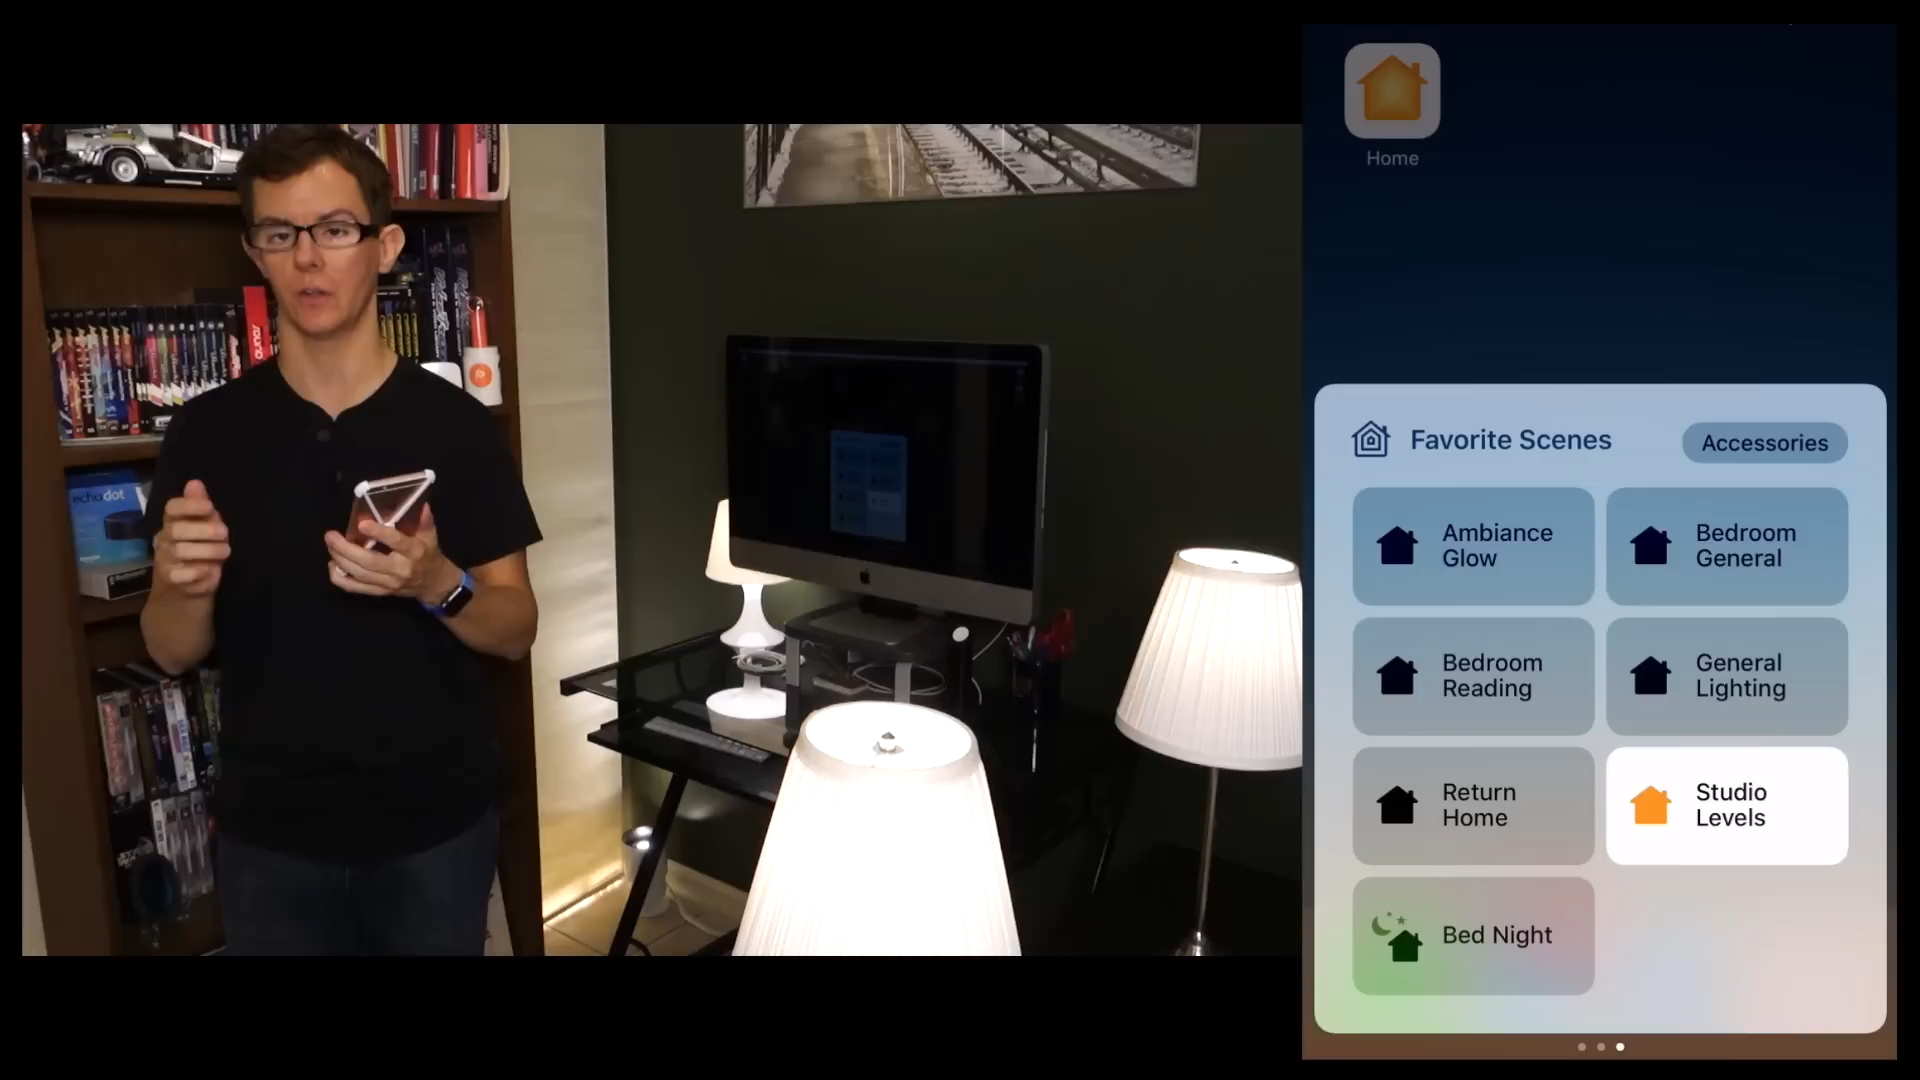 echo dot
Home
Favorite Scenes
Accessories
Ambiance
Glow
Bedroom
General
Bedroom
Reading
General
Lighting
Return
Home
Studio
Levels
Bed Night